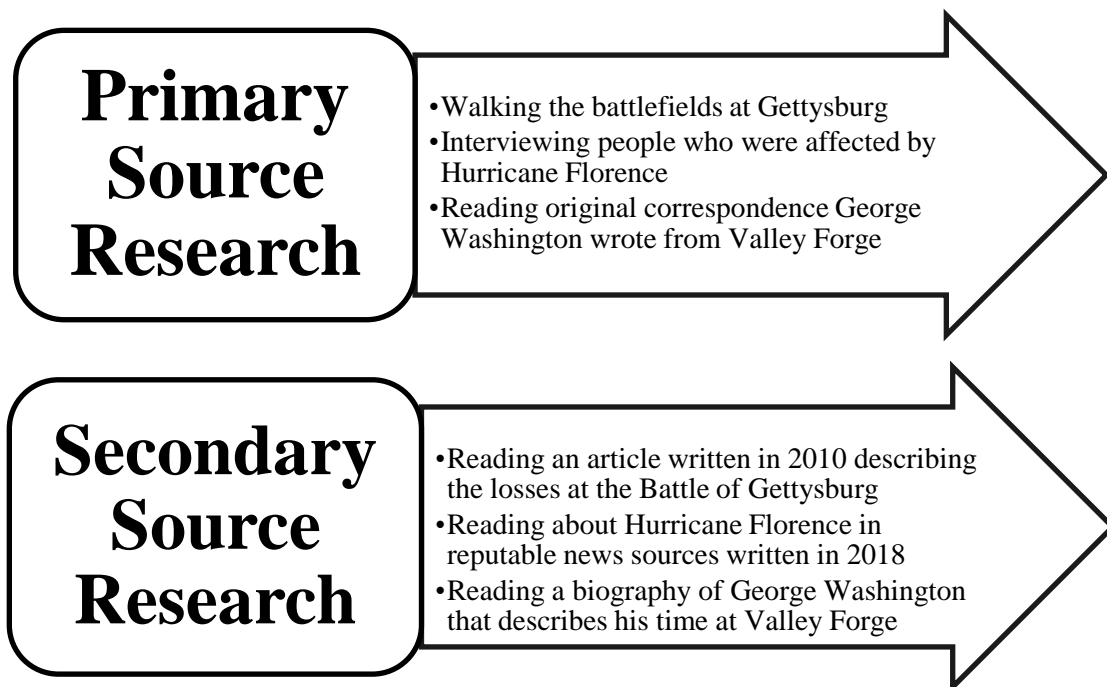 Primary
Source
Research
•Walking the battlefields at Gettysburg
•Interviewing people who were affected by
Hurricane Florence
•Reading original correspondence George
Washington wrote from Valley Forge
Secondary
Source
Research
•Reading an article written in 2010 describing
the losses at the Battle of Gettysburg
•Reading about Hurricane Florence in
reputable news sources written in 2018
•Reading a biography of George Washington
that describes his time at Valley Forge